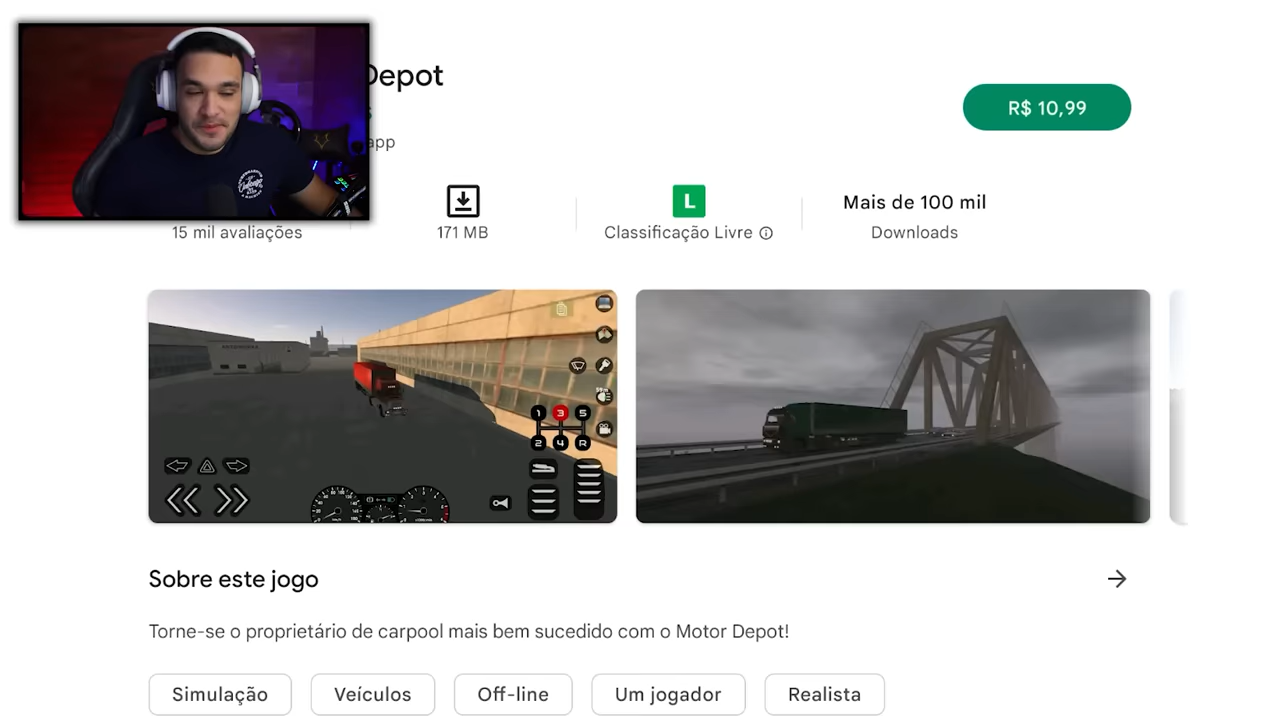 Depot
app
R$ 10,99
15 mil avaliações
171 MB
L
Classificação Livre
Mais de 100 mil
Downloads
1 3 5
2 4 R
Sobre este jogo
Torne-se o proprietário de carpool mais bem sucedido com o Motor Depot!
Simulação
Veículos
Off-line
Um jogador
Realista